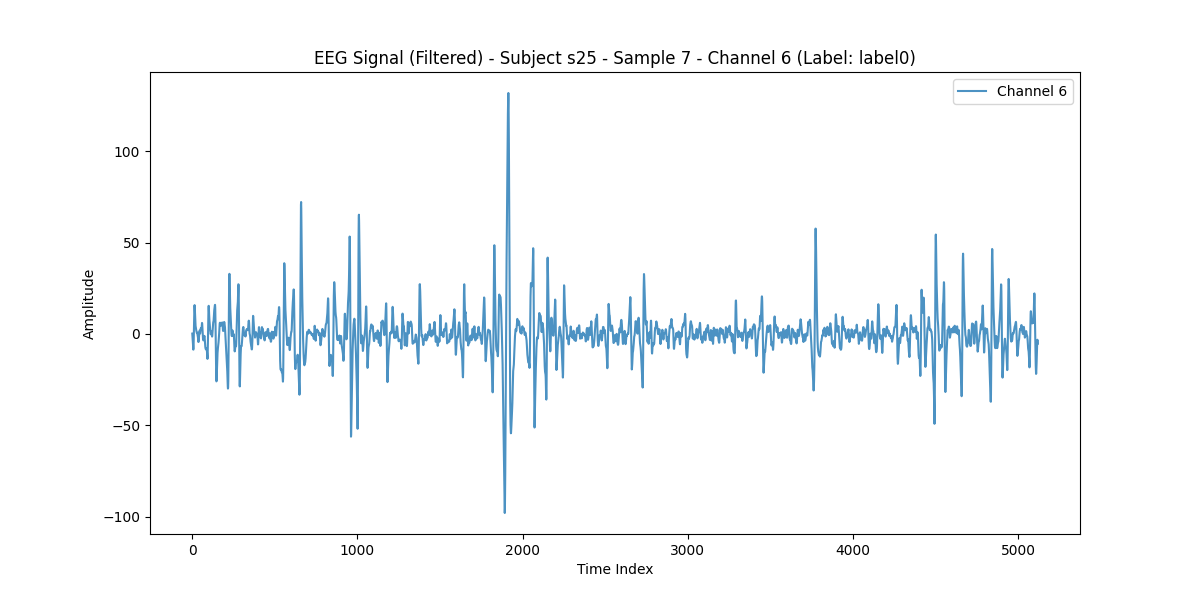 EEG Signal (Filtered) - Subject s25 - Sample 7 - Channel 6 (Label: label0)
Channel 6
100
50
0
−50
−100
Amplitude
0 1000 2000 3000 4000 5000
Time Index